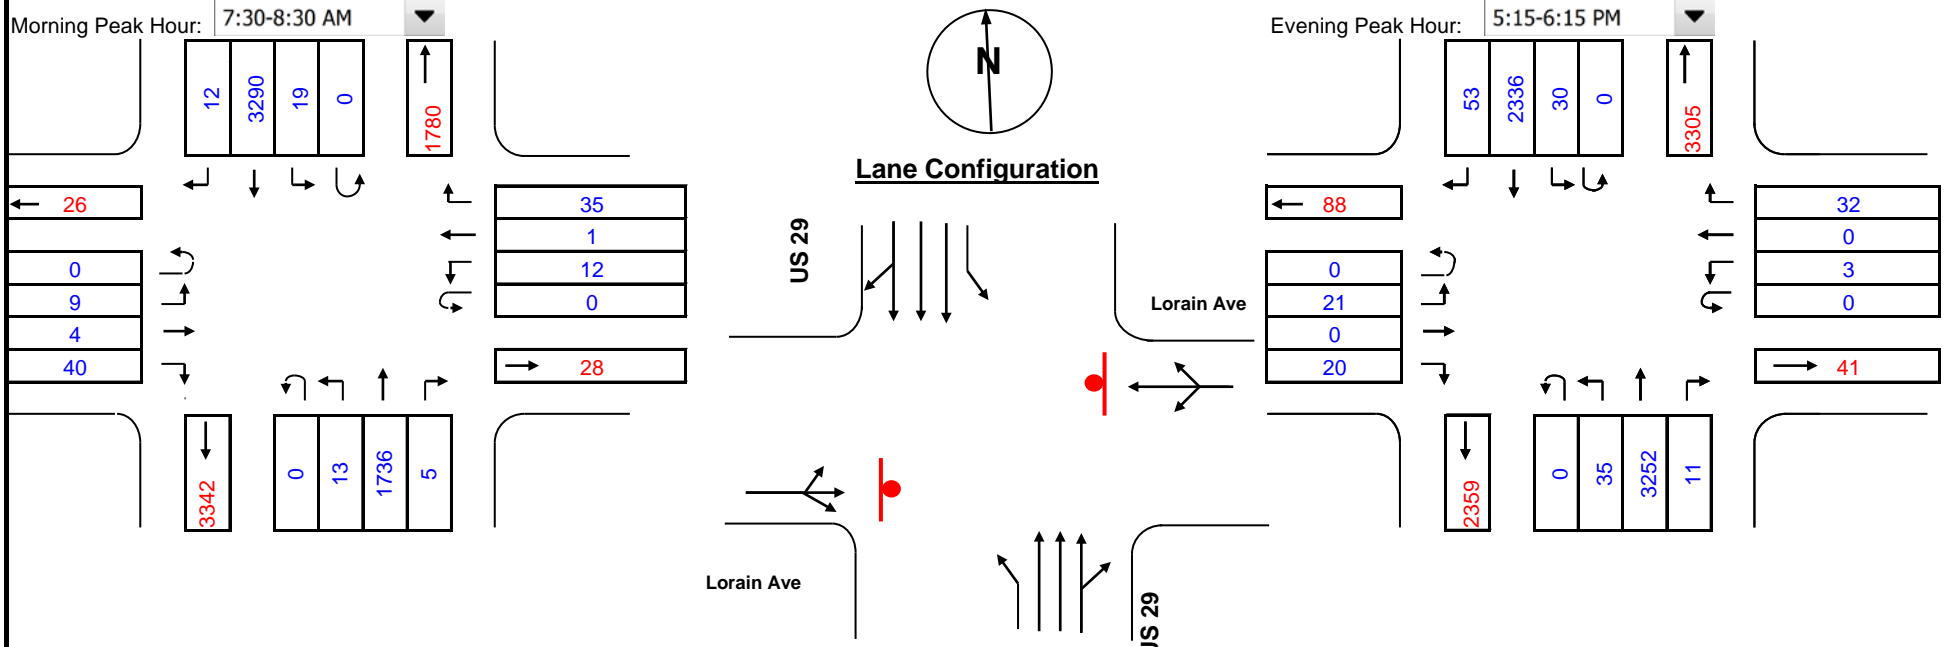 Morning Peak Hour: 7:30-8:30 AM
12 3290 19 0 1780
26
0
9
4
40
35
1
12
0
28
3342
0 13 1736 5
N
Lane Configuration
US 29
Lorain Ave
Lorain Ave
US 29
Evening Peak Hour: 5:15-6:15 PM
53 2336 30 0 3305
88
0
21
0
20
32
0
3
0
41
2359
0 35 3252 11